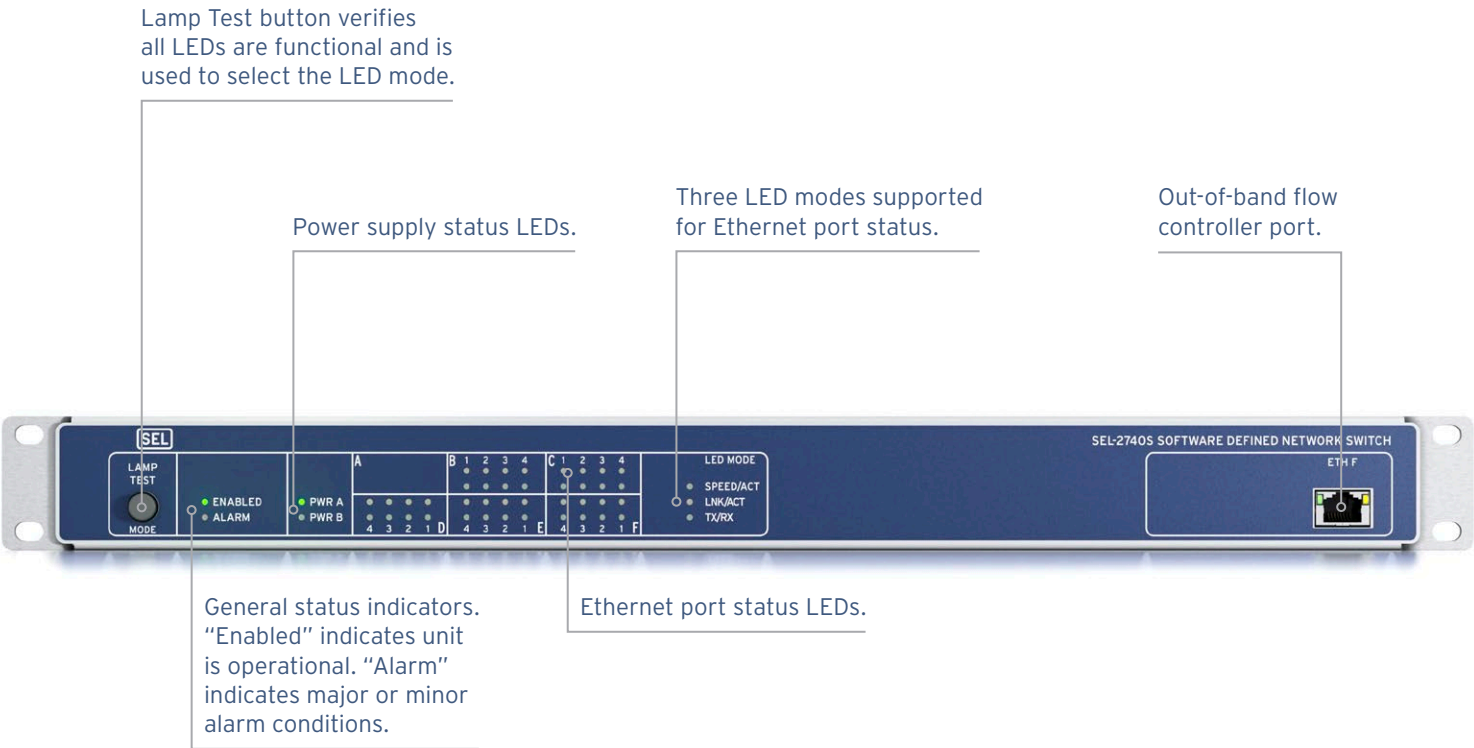 Lamp Test button verifies
all LEDs are functional and is
used to select the LED mode.
Power supply status LEDs.
Three LED modes supported
for Ethernet port status.
Out-of-band flow
controller port.
SEL
SEL-2740S SOFTWARE DEFINED NETWORK SWITCH
LAMP
TEST
MODE
ENABLED
ALARM
PWR A
PWR B
A
B 1 2 3 4
C 1 2 3 4
4 3 2 1 D
4 3 2 1 E
4 3 2 1 F
LED MODE
SPEED/ACT
LNK/ACT
TX/RX
ETH F
General status indicators.
“Enabled” indicates unit
is operational. “Alarm”
indicates major or minor
alarm conditions.
Ethernet port status LEDs.